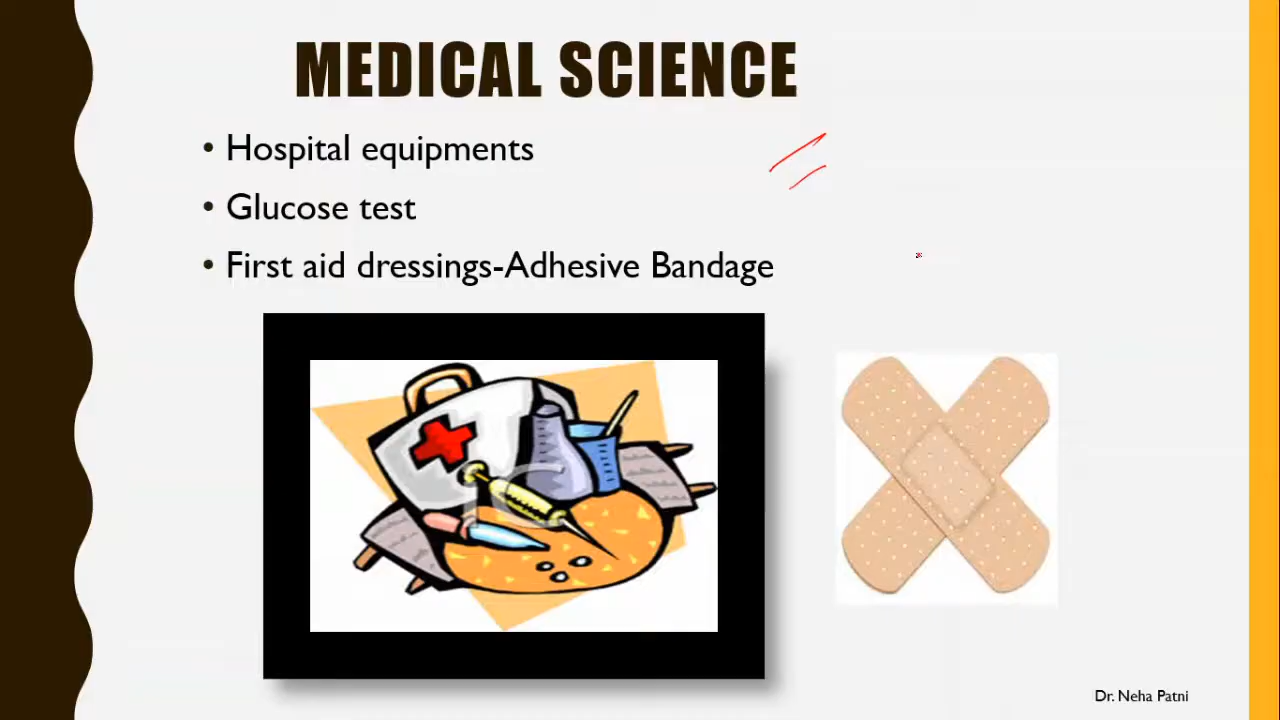 MEDICAL SCIENCE
• Hospital equipments
• Glucose test
• First aid dressings-Adhesive Bandage
Dr. Neha Patni